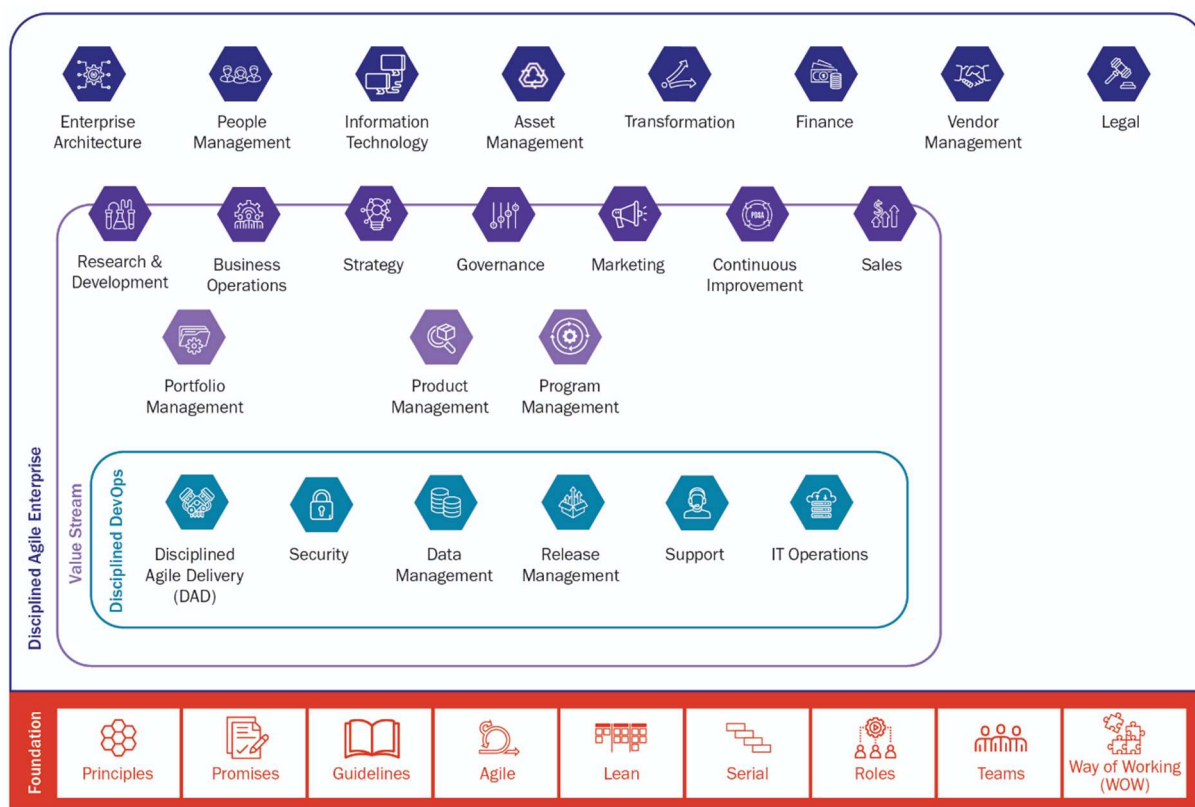 Enterprise
Architecture
People
Management
Information
Technology
Asset
Management
Transformation
Finance
Vendor
Management
Legal
Research &
Development
Business
Operations
Strategy
Governance
Marketing
PDSA
Continuous
Improvement
Sales
Portfolio
Management
Product
Management
Program
Management
Disciplined Agile Enterprise
Value Stream
Disciplined DevOps
Disciplined
Agile Delivery
(DAD)
Security
Data
Management
Release
Management
Support
IT Operations
Foundation
Principles
Promises
Guidelines
Agile
Lean
Serial
Roles
Teams
Way of Working
(WOW)